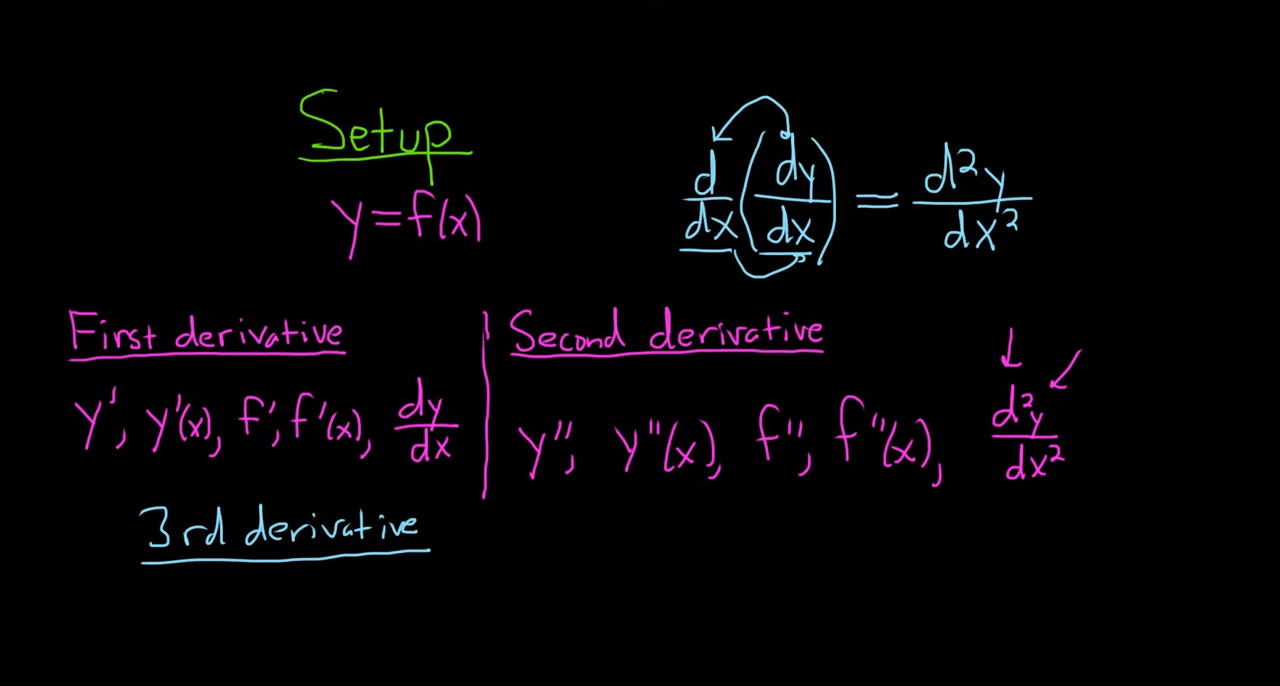 Setup
y = f(x)
d/dx (dy/dx) = d²y/dx²
First derivative
y', y'(x), f', f'(x), dy/dx
Second derivative
y'', y''(x), f'', f''(x), d²y/dx²
3rd derivative